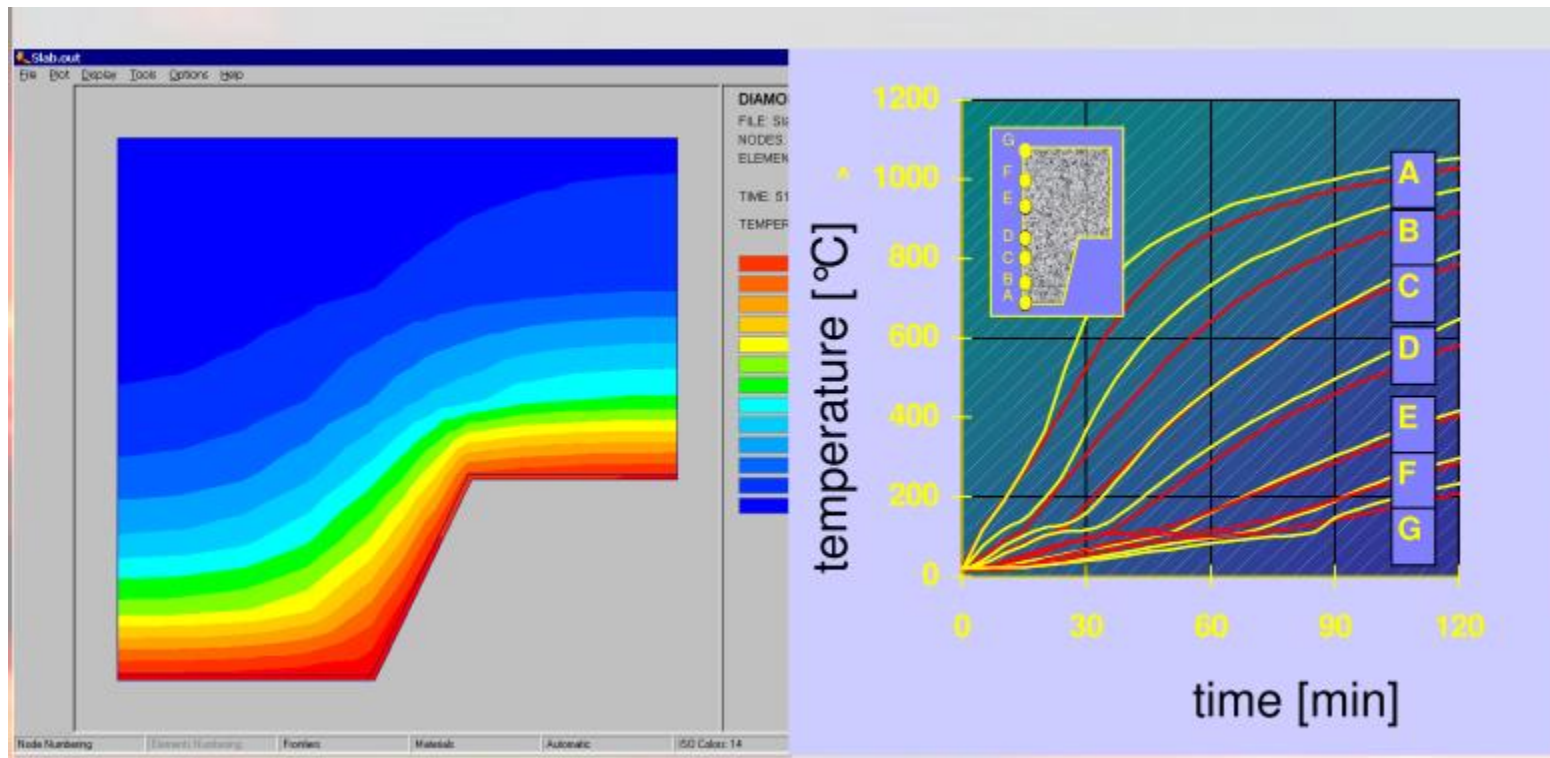 Slab.out
File Plot Display Tools Options Help
DIAMO
FILE: Sla
NODES:
ELEMEN
TIME: 51
TEMPER
Node Numbering
Elements Numbering
Frontiers
Materials
Automatic
ISO Colors: 14
temperature [°C]
1200
1000
800
600
400
200
0
G
F
E
D
C
B
A
A
B
C
D
E
F
G
0 30 60 90 120
time [min]